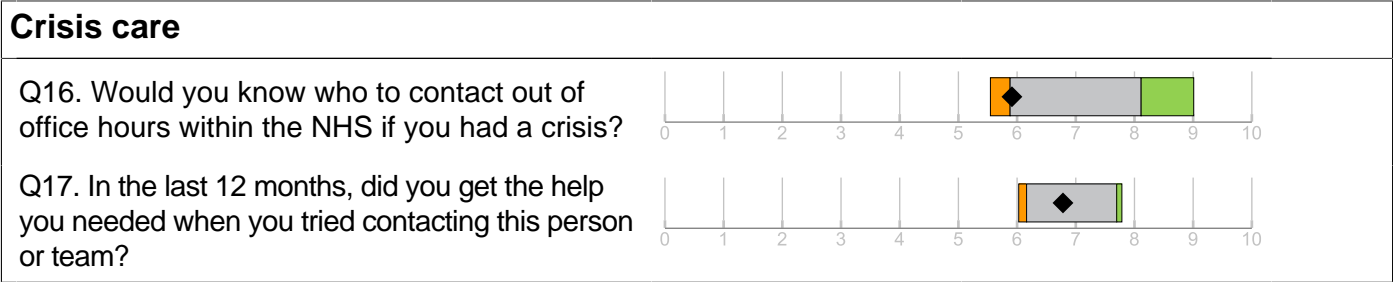 Crisis care
Q16. Would you know who to contact out of
office hours within the NHS if you had a crisis?
0 1 2 3 4 5 6 7 8 9 10
Q17. In the last 12 months, did you get the help
you needed when you tried contacting this person
or team?
0 1 2 3 4 5 6 7 8 9 10